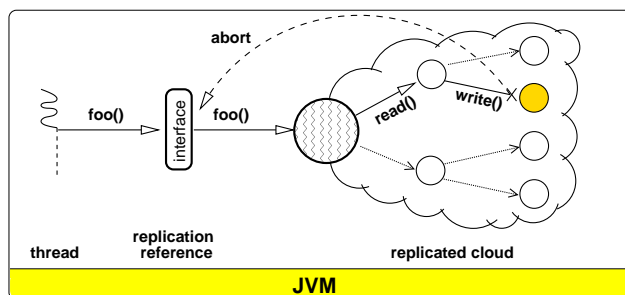 abort
foo()
interface
foo()
read()
write()
thread
replication
reference
replicated cloud
JVM